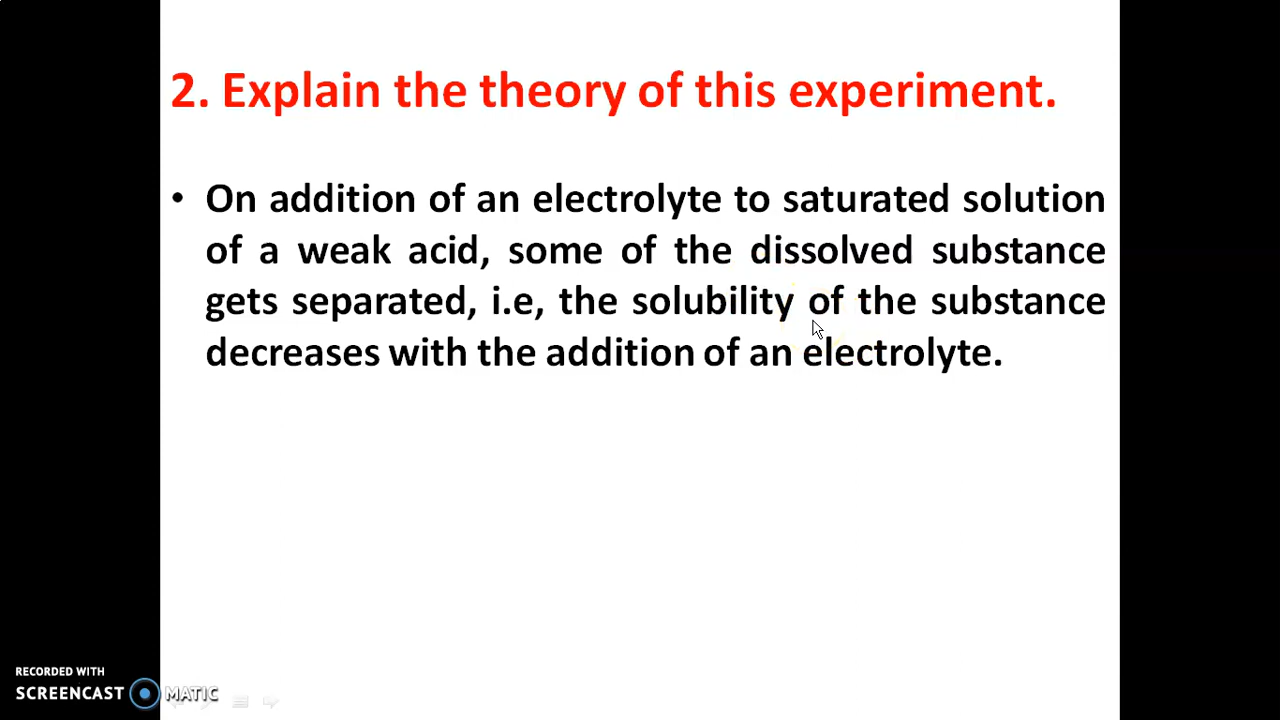 2. Explain the theory of this experiment.
• On addition of an electrolyte to saturated solution
of a weak acid, some of the dissolved substance
gets separated, i.e, the solubility of the substance
decreases with the addition of an electrolyte.
RECORDED WITH
SCREENCAST MATIC